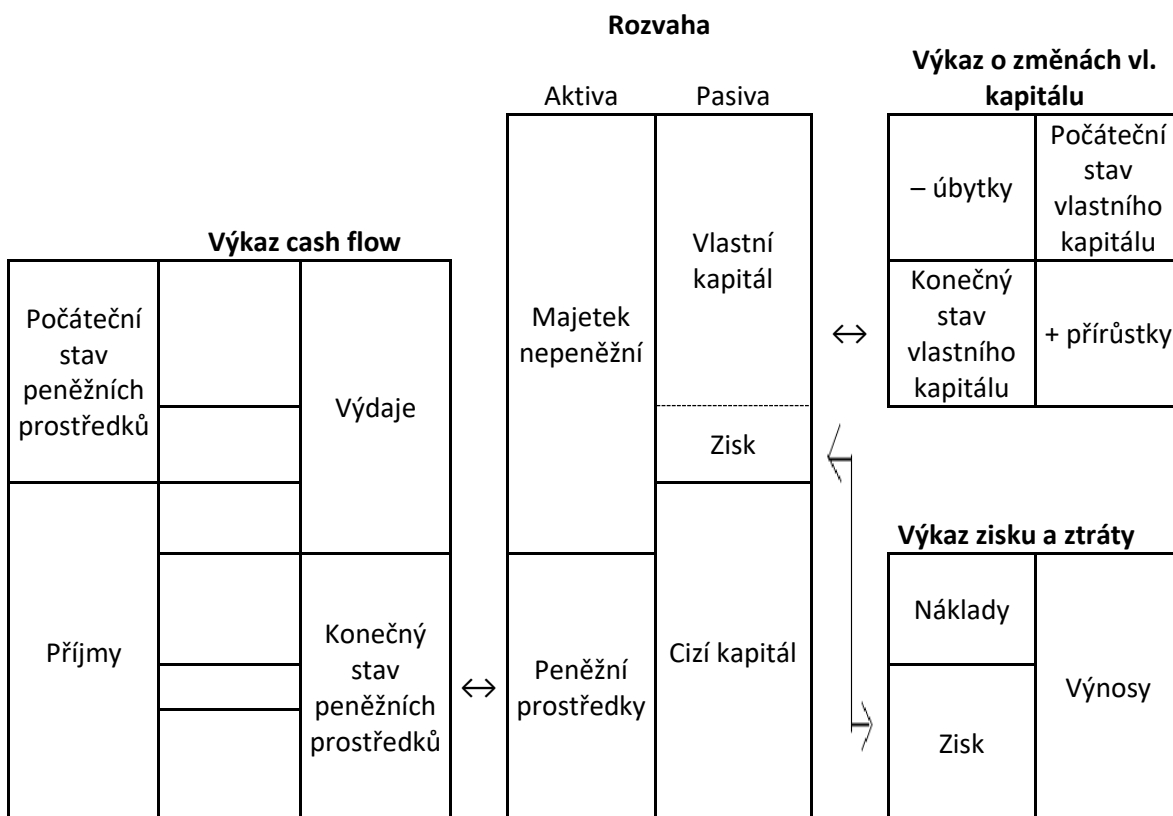 Rozvaha
Aktiva
Pasiva
Výkaz o změnách vl.
kapitálu
– úbytky
Počáteční
stav
vlastního
kapitálu
Konečný
stav
vlastního
kapitálu
+ přírůstky
Výkaz cash flow
Počáteční
stav
peněžních
prostředků
Výdaje
Příjmy
Konečný
stav
peněžních
prostředků
↔
Majetek
nepeněžní
Vlastní
kapitál
Zisk
Peněžní
prostředky
Cizí kapitál
↔
Výkaz zisku a ztráty
Náklady
Zisk
Výnosy